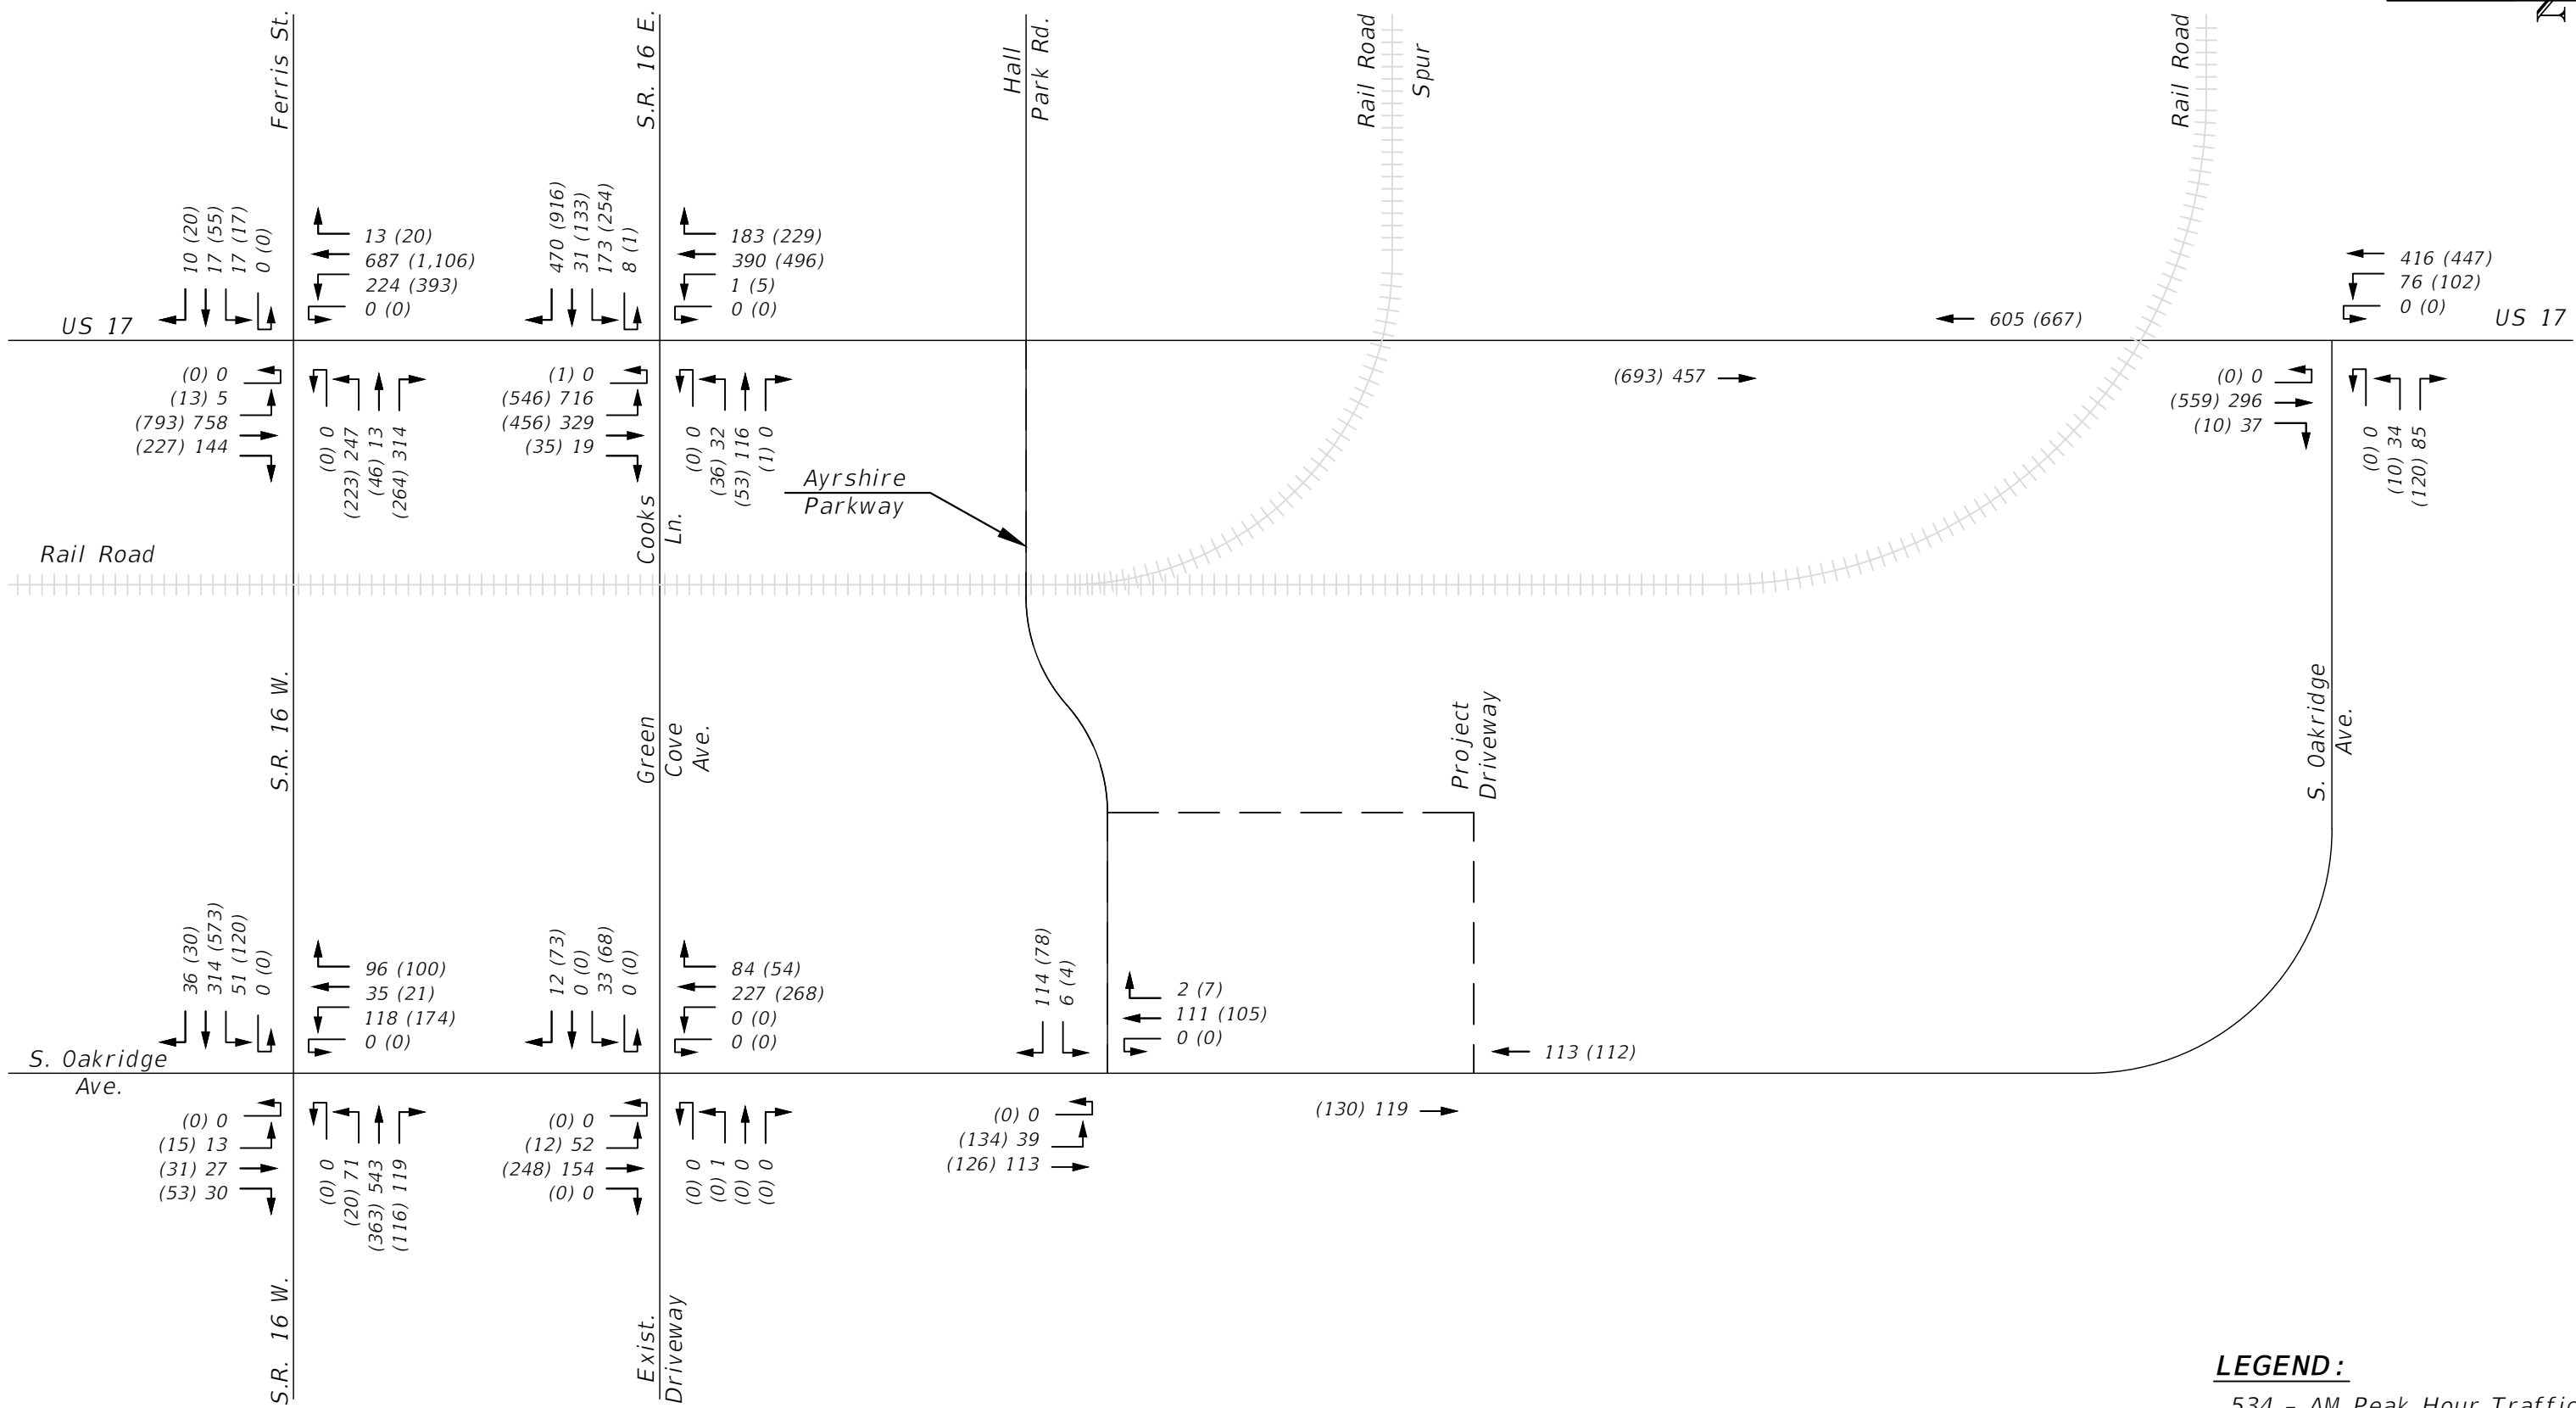 Ferris St.
S.R. 16 E.
Hall
Park Rd.
Rail Road
Spur
Rail Road
N
10 (20)
17 (55)
17 (17)
0 (0)
13 (20)
687 (1,106)
224 (393)
0 (0)
470 (916)
31 (133)
173 (254)
8 (1)
183 (229)
390 (496)
1 (5)
0 (0)
416 (447)
76 (102)
0 (0)
US 17
605 (667)
US 17
(0) 0
(13) 5
(793) 758
(227) 144
(0) 0
(223) 247
(46) 13
(264) 314
(1) 0
(546) 716
(456) 329
(35) 19
(0) 0
(36) 32
(53) 116
(1) 0
(693) 457
(0) 0
(559) 296
(10) 37
(0) 0
(10) 34
(120) 85
Ayrshire
Parkway
Cooks
Ln.
Rail Road
S.R. 16 W.
Green
Cove
Ave.
Project
Driveway
S. Oakridge
Ave.
36 (30)
314 (573)
51 (120)
0 (0)
96 (100)
35 (21)
118 (174)
0 (0)
12 (73)
0 (0)
33 (68)
0 (0)
84 (54)
227 (268)
0 (0)
0 (0)
114 (78)
6 (4)
2 (7)
111 (105)
0 (0)
113 (112)
S. Oakridge
Ave.
(0) 0
(15) 13
(31) 27
(53) 30
(0) 0
(20) 71
(363) 543
(116) 119
(0) 0
(12) 52
(248) 154
(0) 0
(0) 0
(0) 1
(0) 0
(0) 0
(0) 0
(134) 39
(126) 113
(130) 119
S.R. 16 W.
Exist.
Driveway
LEGEND:
534 - AM Peak Hour Traffic